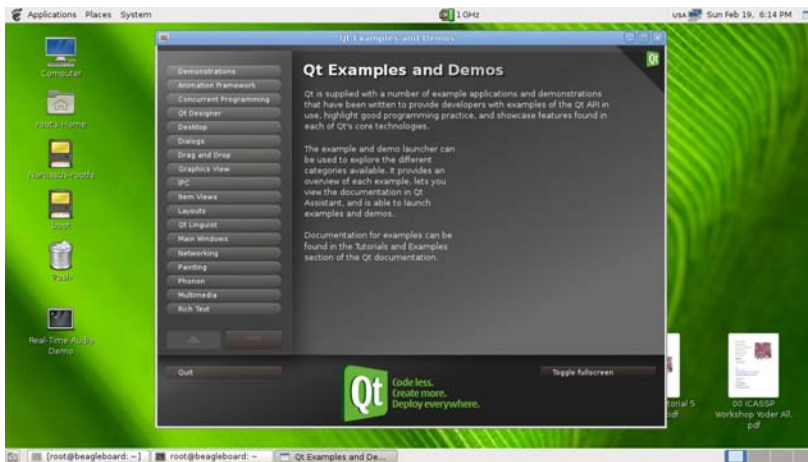 Applications Places System
1 GHz
USA Sun Feb 19, 6:14 PM
Computer
root's Home
Narcissus-rootfs
boot
Trash
Real-Time Audio
Demo
Qt Examples and Demos
Demonstrations
Animation Framework
Concurrent Programming
Qt Designer
Desktop
Dialogs
Drag and Drop
Graphics View
IPC
Item Views
Layouts
Qt Linguist
Main Windows
Networking
Painting
Phonon
Multimedia
Rich Text
Qt Examples and Demos
Qt
Qt is supplied with a number of example applications and demonstrations
that have been written to provide developers with examples of the Qt API in
use, highlight good programming practice, and showcase features found in
each of Qt's core technologies.
The example and demo launcher can
be used to explore the different
categories available. It provides an
overview of each example, lets you
view the documentation in Qt
Assistant, and is able to launch
examples and demos.
Documentation for examples can be
found in the Tutorials and Examples
section of the Qt documentation.
Quit
Toggle fullscreen
Qt
Code less.
Create more.
Deploy everywhere.
torial 5
pdf
00 ICASSP
Workshop Yoder All.
pdf
[root@beagleboard: ~]
root@beagleboard: ~
Qt Examples and De...